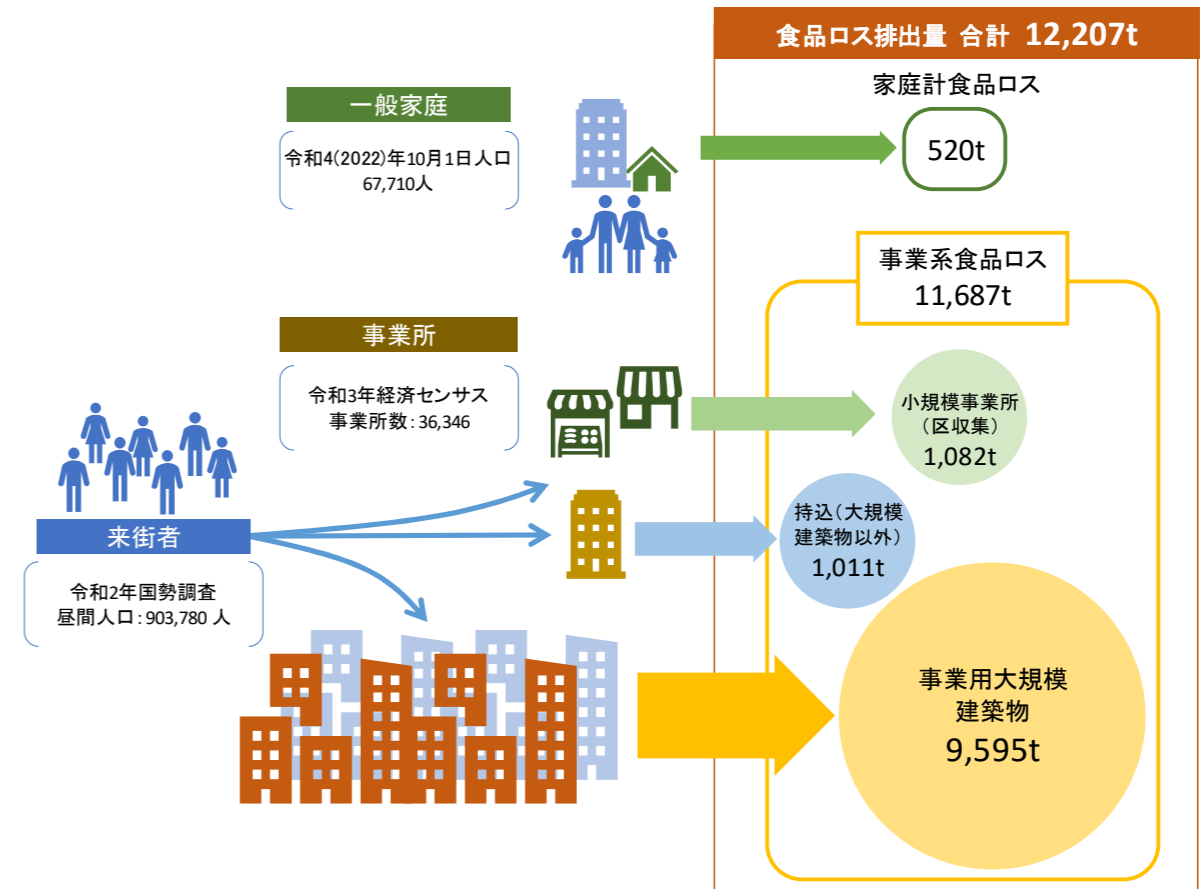 食品ロス排出量 合計 12,207t
家庭計食品ロス
520t
一般家庭
令和4(2022)年10月1日人口
67,710人
事業系食品ロス
11,687t
事業所
令和3年経済センサス
事業所数：36,346
小規模事業所
（区収集）
1,082t
持込（大規模
建築物以外）
1,011t
来街者
令和2年国勢調査
昼間人口：903,780 人
事業用大規模
建築物
9,595t